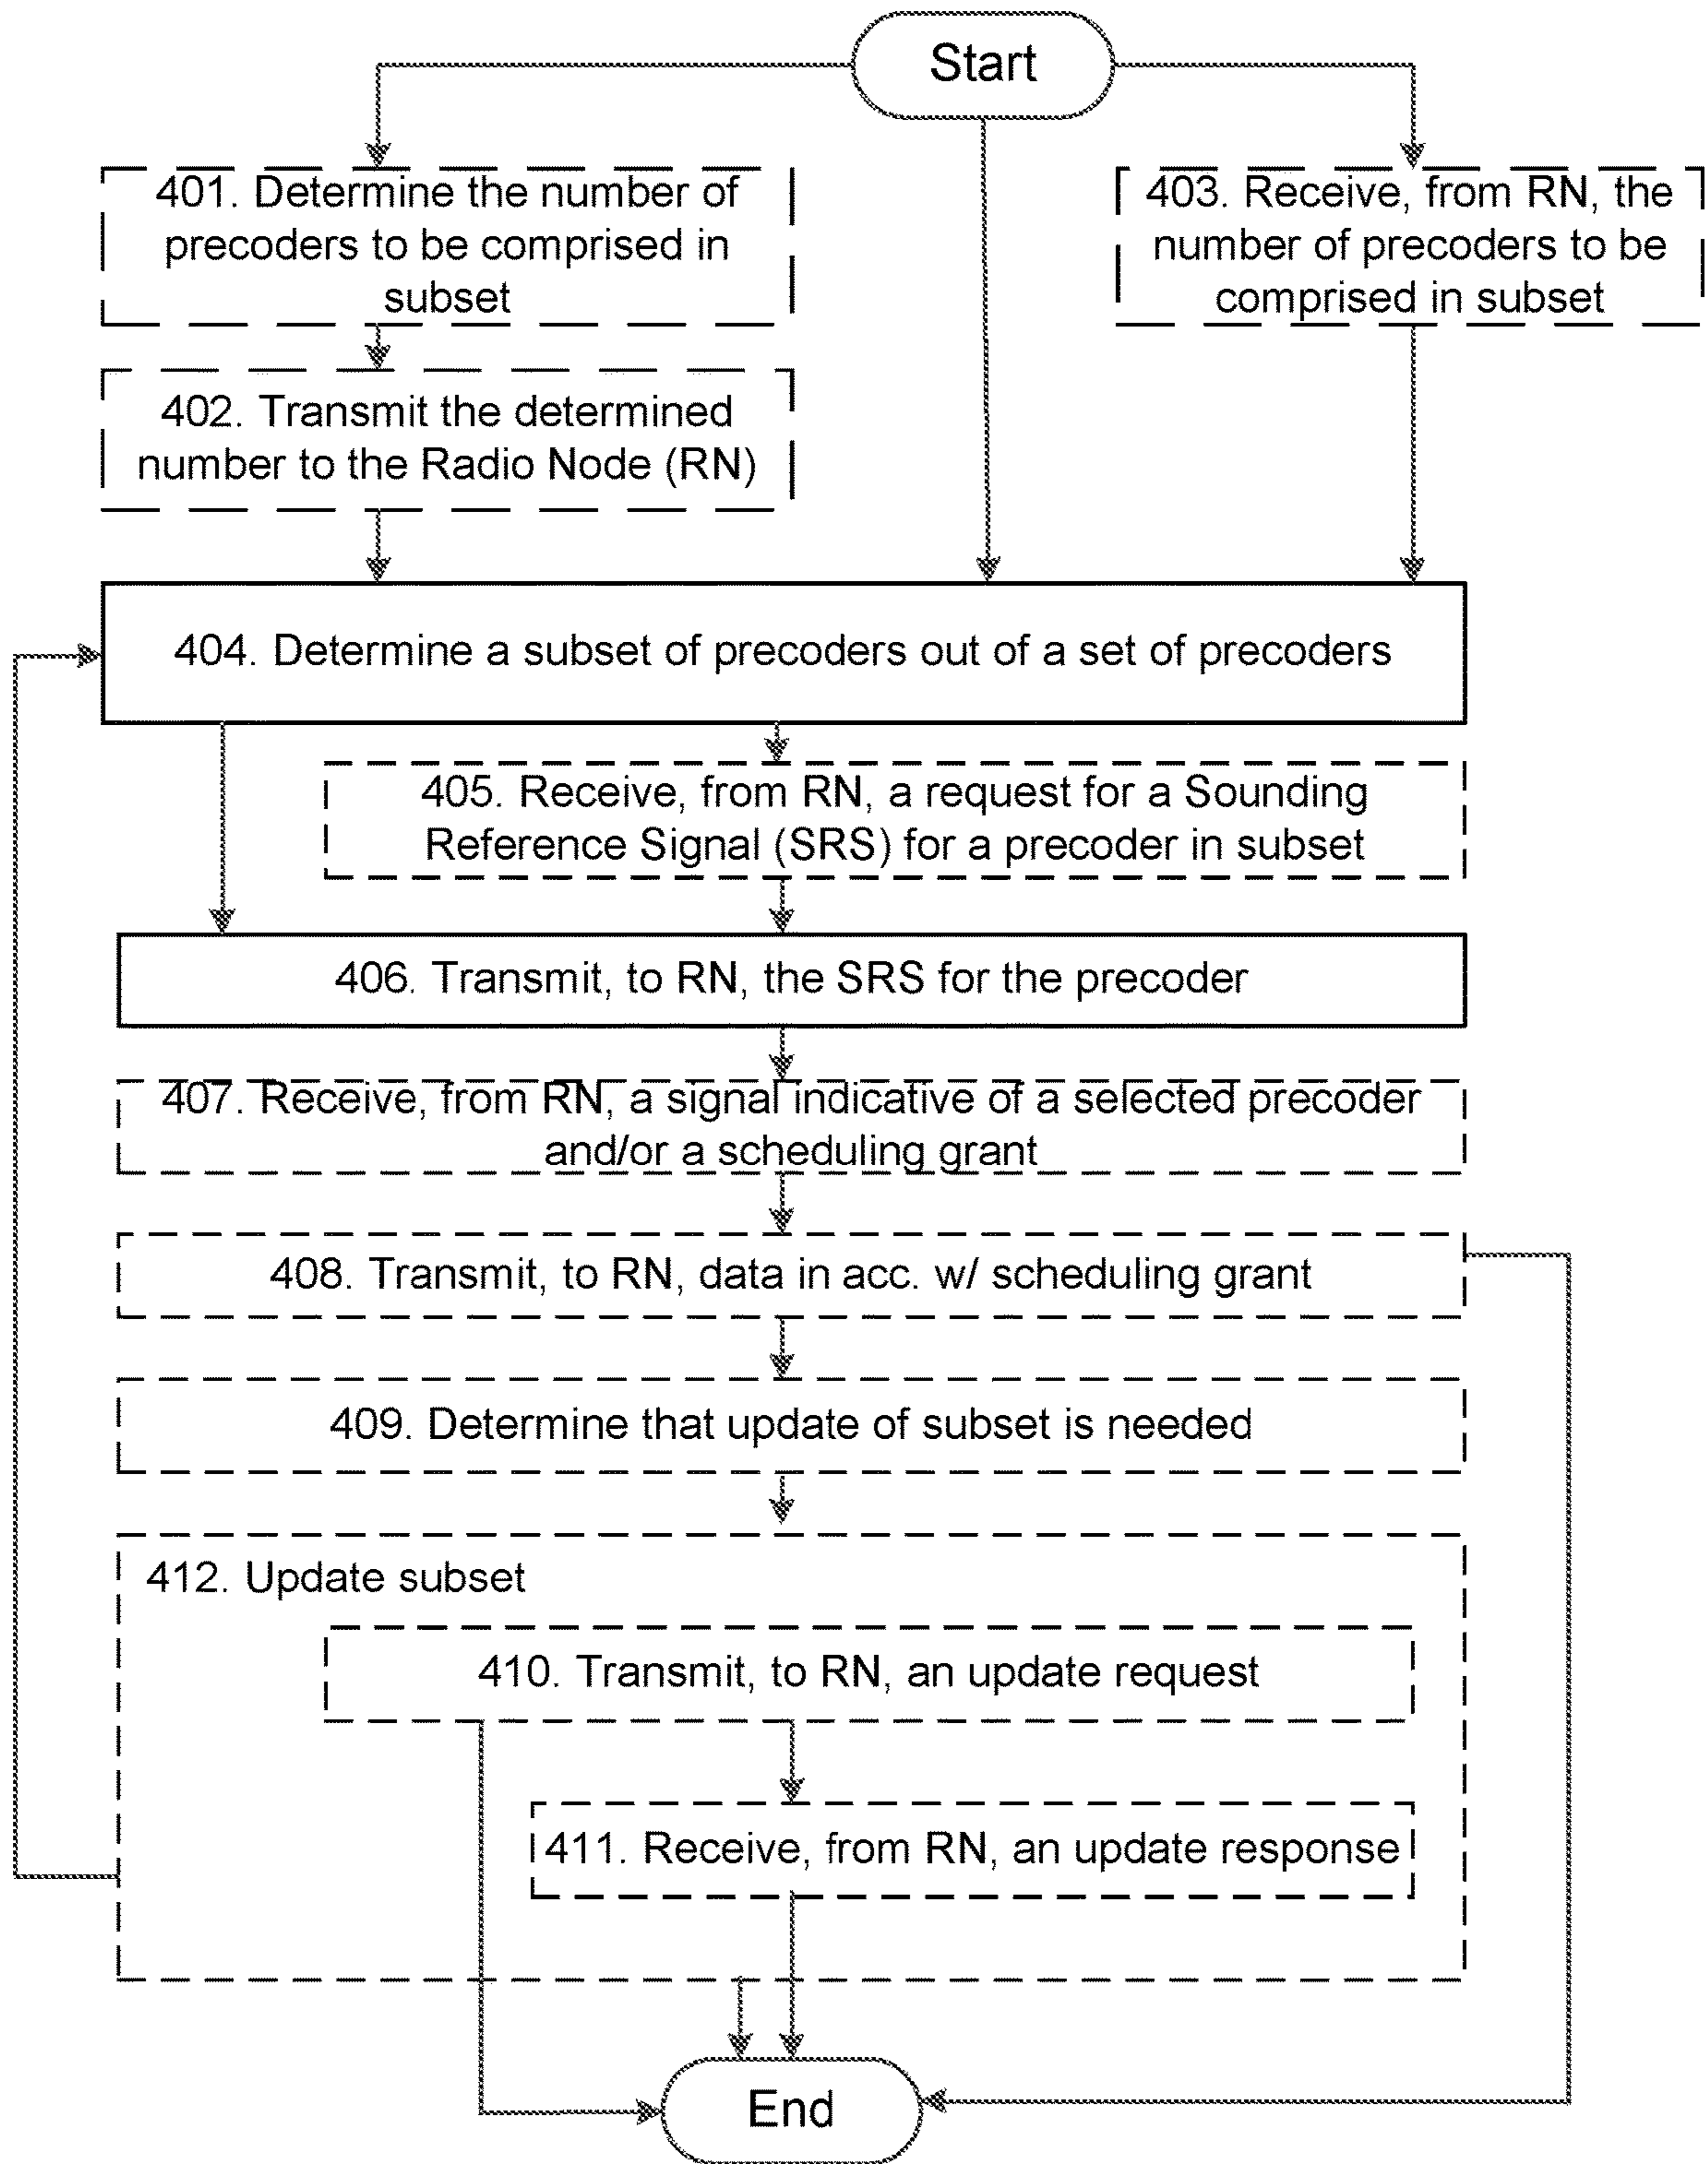 Start
401. Determine the number of
precoders to be comprised in
subset
403. Receive, from RN, the
number of precoders to be
comprised in subset
402. Transmit the determined
number to the Radio Node (RN)
404. Determine a subset of precoders out of a set of precoders
405. Receive, from RN, a request for a Sounding
Reference Signal (SRS) for a precoder in subset
406. Transmit, to RN, the SRS for the precoder
407. Receive, from RN, a signal indicative of a selected precoder
and/or a scheduling grant
408. Transmit, to RN, data in acc. w/ scheduling grant
409. Determine that update of subset is needed
412. Update subset
410. Transmit, to RN, an update request
411. Receive, from RN, an update response
End